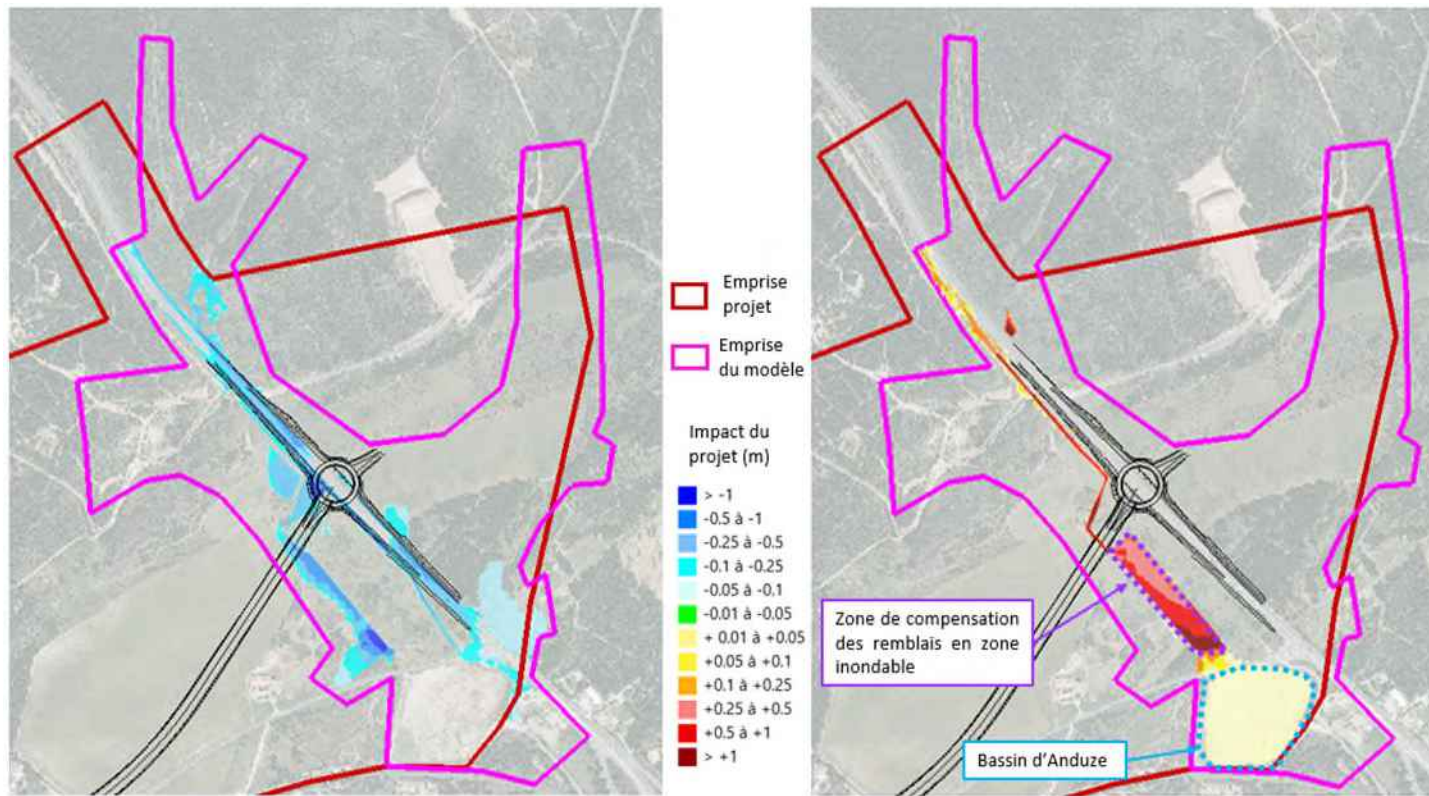 Emprise
projet
Emprise
du modèle
Impact du
projet (m)
> -1
-0.5 à -1
-0.25 à -0.5
-0.1 à -0.25
-0.05 à -0.1
-0.01 à -0.05
+ 0.01 à +0.05
+0.05 à +0.1
+0.1 à +0.25
+0.25 à +0.5
+0.5 à +1
> +1
Zone de compensation
des remblais en zone
inondable
Bassin d'Anduze